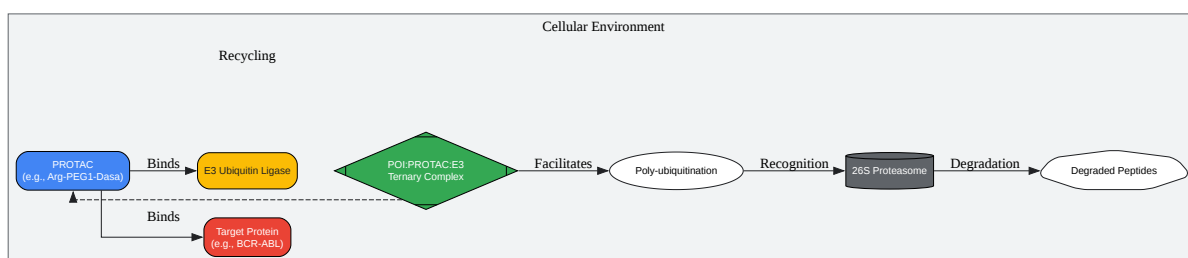 Cellular Environment
Recycling
PROTAC
(e.g., Arg-PEG1-Dasa)
Binds
E3 Ubiquitin Ligase
POI:PROTAC:E3
Ternary Complex
Facilitates
Poly-ubiquitination
Recognition
26S Proteasome
Degradation
Degraded Peptides
Binds
Target Protein
(e.g., BCR-ABL)